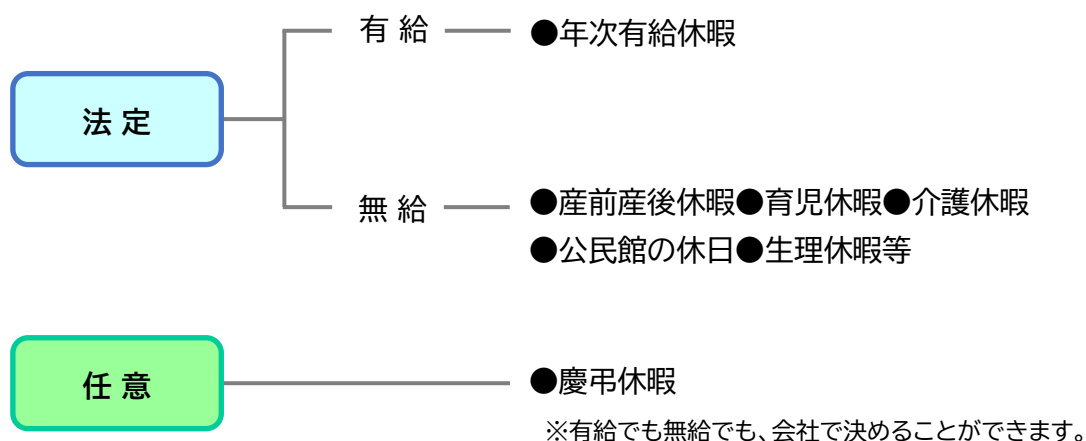 有 給
●年次有給休暇
法 定
無 給
●産前産後休暇●育児休暇●介護休暇
●公民館の休日●生理休暇等
任 意
●慶弔休暇
※有給でも無給でも、会社で決めることができます。